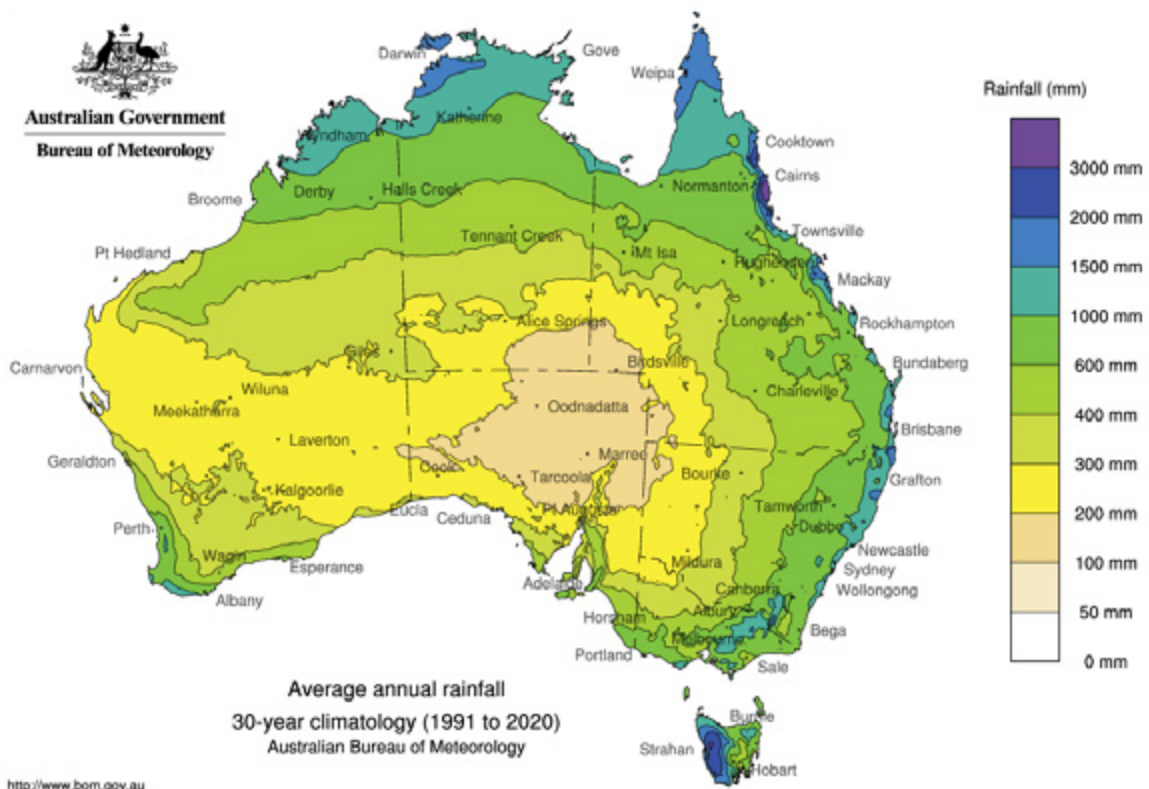 Australian Government
Bureau of Meteorology
Darwin
Gove
Weipa
Katherine
Wyndham
Cooktown
Cairns
Broome
Derby
Halls Creek
Normanton
Townsville
Pt Hedland
Tennant Creek
Mt Isa
Hughenden
Mackay
Alice Springs
Longreach
Rockhampton
Giles
Birdsville
Bundaberg
Carnarvon
Wiluna
Charleville
Meekatharra
Oodnadatta
Brisbane
Laverton
Marree
Geraldton
Cook
Tarcoola
Bourke
Grafton
Kalgoorlie
Eucla
Ceduna
Pt Augusta
Tamworth
Dubbo
Perth
Newcastle
Wagin
Esperance
Mildura
Sydney
Adelaide
Canberra
Wollongong
Albany
Horsham
Albury
Bega
Melbourne
Portland
Sale
Burnie
Strahan
Hobart
Rainfall (mm)
3000 mm
2000 mm
1500 mm
1000 mm
600 mm
400 mm
300 mm
200 mm
100 mm
50 mm
0 mm
Average annual rainfall
30-year climatology (1991 to 2020)
Australian Bureau of Meteorology
http://www.bom.gov.au